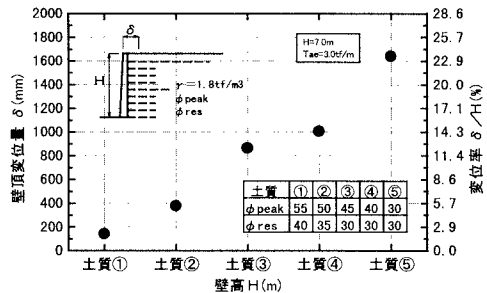 壁頂変位量 δ(mm)
2000
1800
1600
1400
1200
1000
800
600
400
200
0
δ
H
γ=1.8tf/m3
φpeak
φres
H=7.0m
Tae=3.0tf/m
土質 ① ② ③ ④ ⑤
φpeak 55 50 45 40 30
φres 40 35 30 30 30
28.6
25.7
22.9
20.0
17.1
14.3
12.4
8.6
5.7
2.9
0.0
変位率 δ/H(%)
土質① 土質② 土質③ 土質④ 土質⑤
壁高H(m)